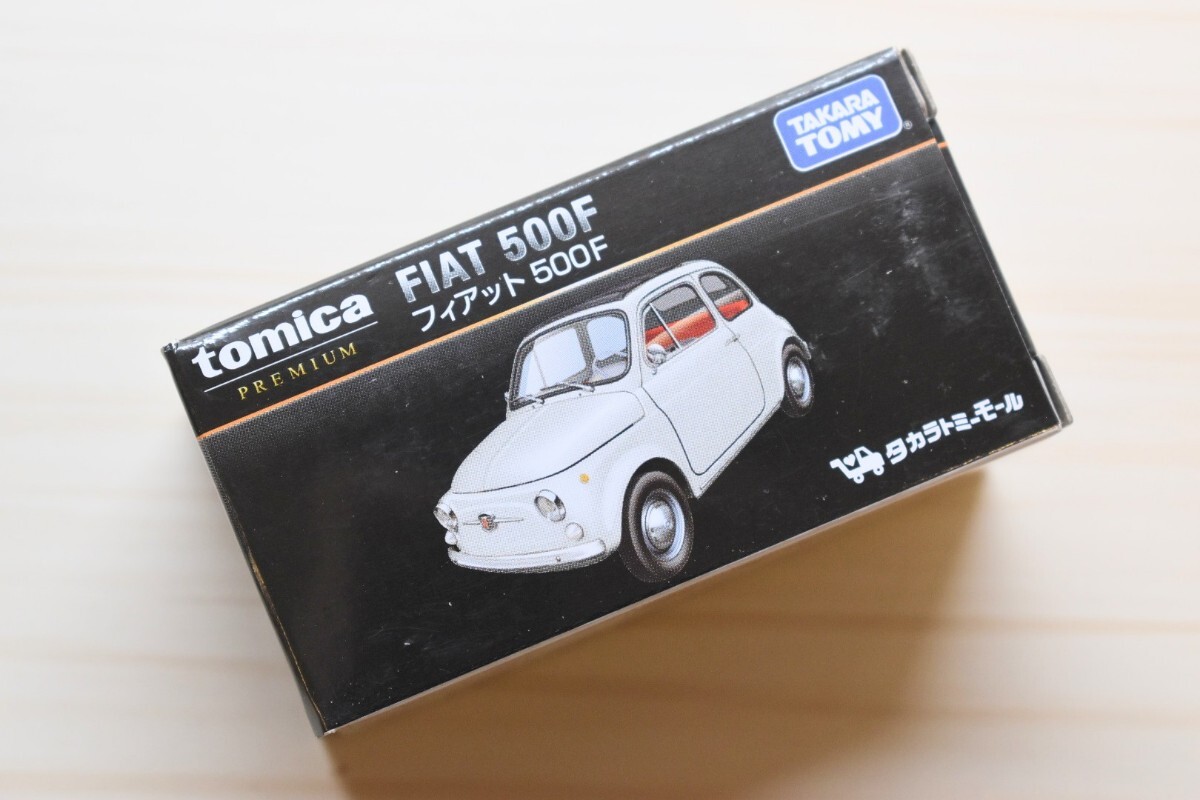 TAKARA
TOMY®
FIAT 500F
フィアット 500F
tomica
PREMIUM
タカラトミーモール